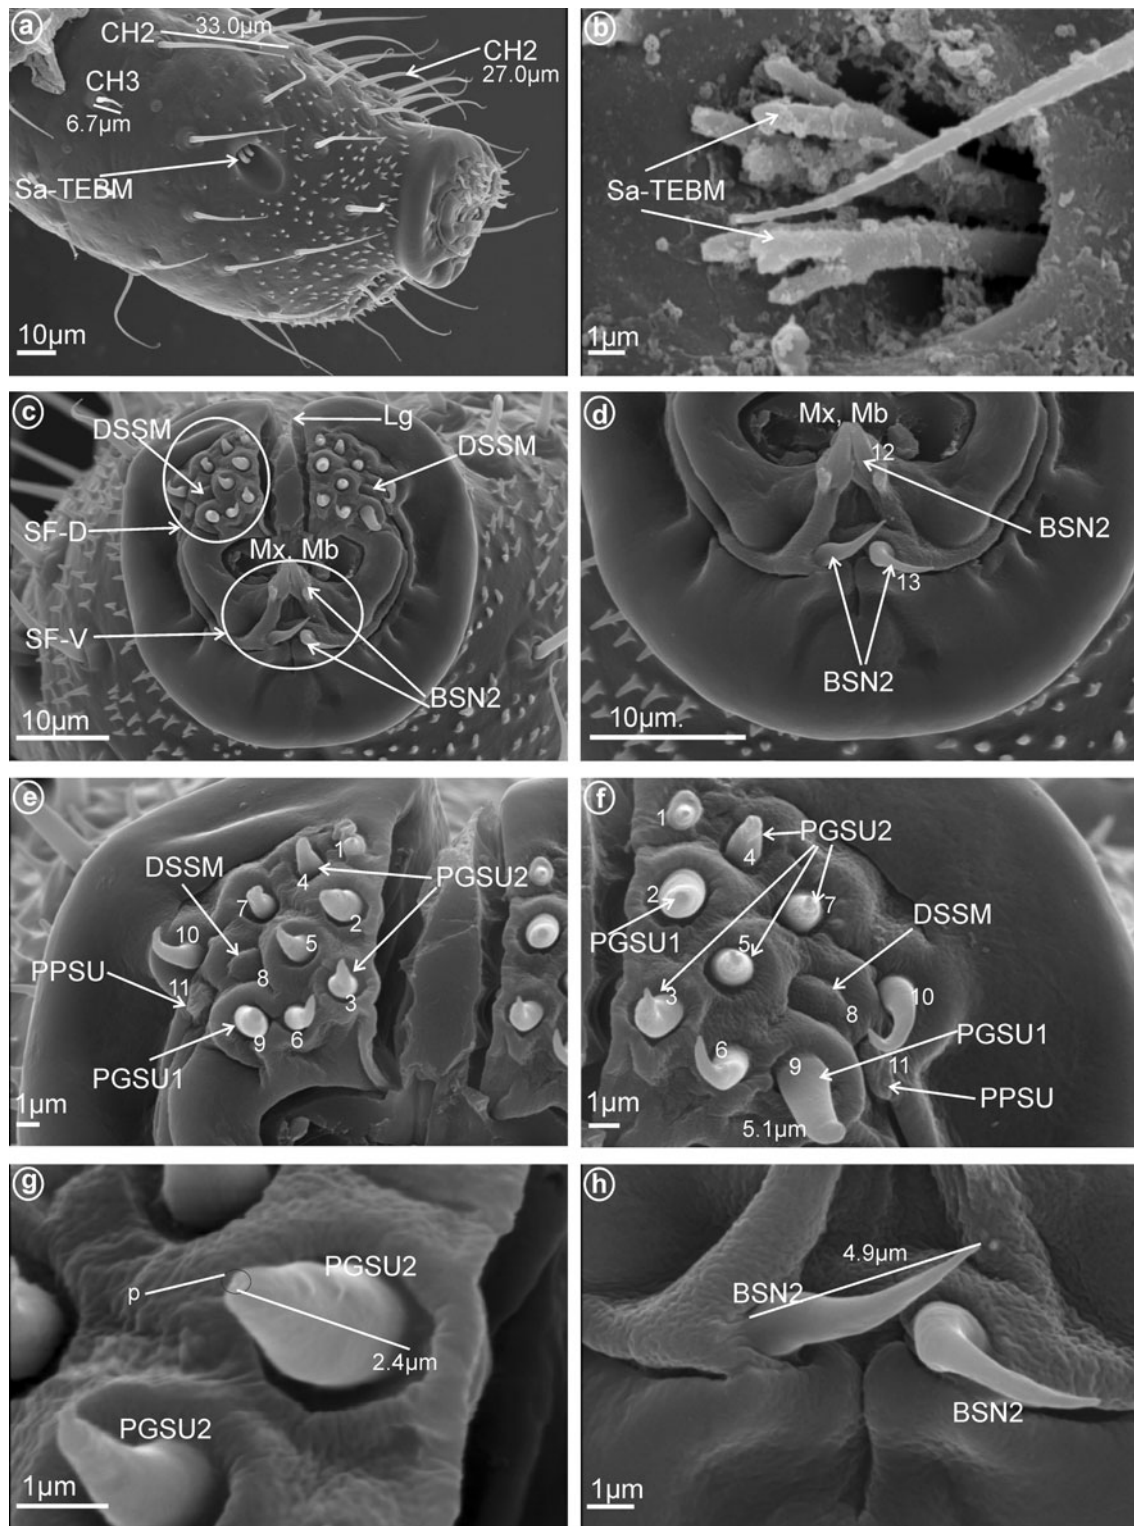 a
CH2
33.0µm
CH2
27.0µm
CH3
6.7µm
Sa-TEBM
10µm
b
Sa-TEBM
1µm
c
Lg
DSSM
DSSM
SF-D
Mx, Mb
SF-V
BSN2
10µm
d
Mx, Mb
12
BSN2
13
BSN2
10µm.
e
1
DSSM
PGSU2
4
7
2
10
5
PPSU
11
8
3
6
9
PGSU1
1µm
f
1
PGSU2
4
2
7
DSSM
PGSU1
5
3
10
8
6
PGSU1
9
11
PPSU
5.1µm
1µm
g
PGSU2
p
2.4µm
PGSU2
1µm
h
4.9µm
BSN2
BSN2
1µm